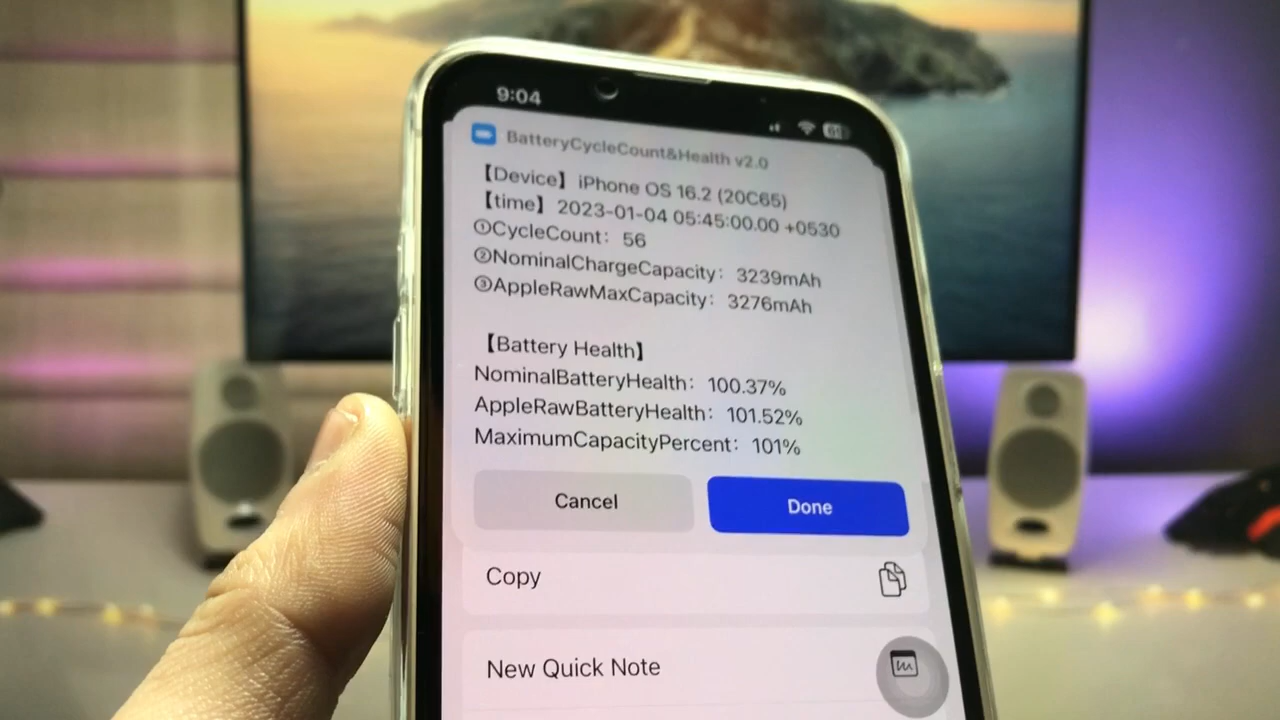 9:04
BatteryCycleCount&Health v2.0
【Device】 iPhone OS 16.2 (20C65)
【time】 2023-01-04 05:45:00.00 +0530
①CycleCount: 56
②NominalChargeCapacity: 3239mAh
③AppleRawMaxCapacity: 3276mAh
【Battery Health】
NominalBatteryHealth: 100.37%
AppleRawBatteryHealth: 101.52%
MaximumCapacityPercent: 101%
Cancel
Done
Copy
New Quick Note